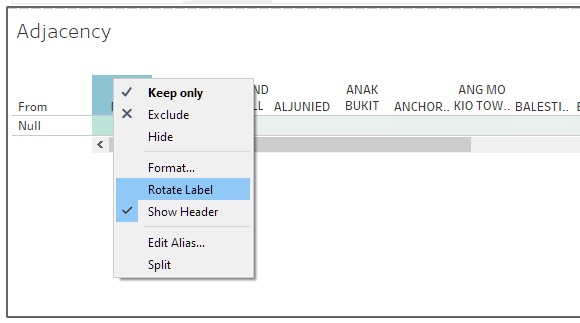 Adjacency
From
ND
LL
ALJUNIED
ANAK
BUKIT
ANCHOR..
ANG MO
KIO TOW..
BALESTI..
Null
Keep only
Exclude
Hide
Format...
Rotate Label
Show Header
Edit Alias...
Split